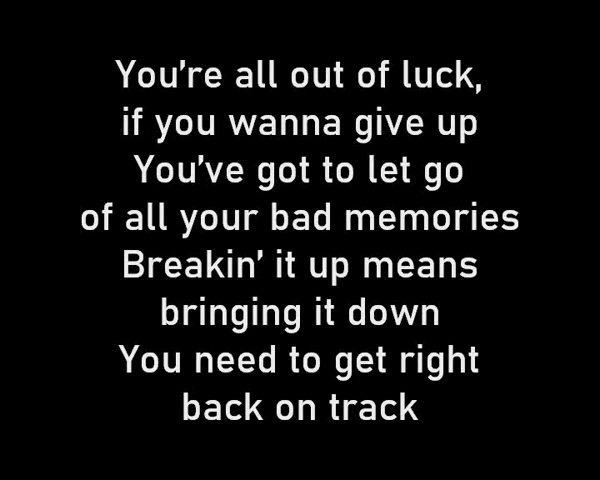 You’re all out of luck,
if you wanna give up
You’ve got to let go
of all your bad memories
Breakin’ it up means
bringing it down
You need to get right
back on track